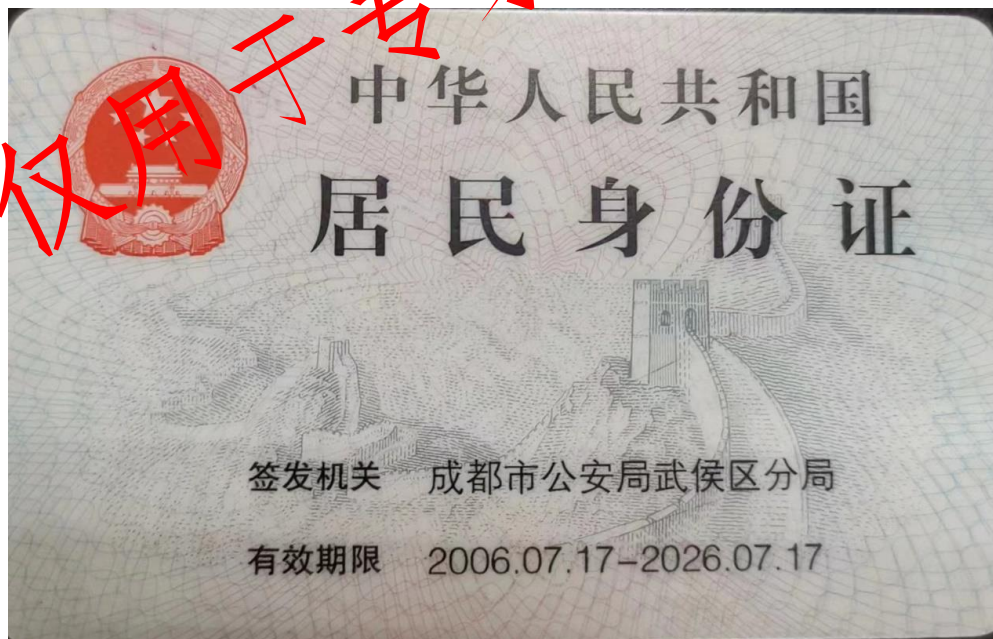 仅用于专
中华人民共和国
居民身份证
签发机关 成都市公安局武侯区分局
有效期限 2006.07.17-2026.07.17